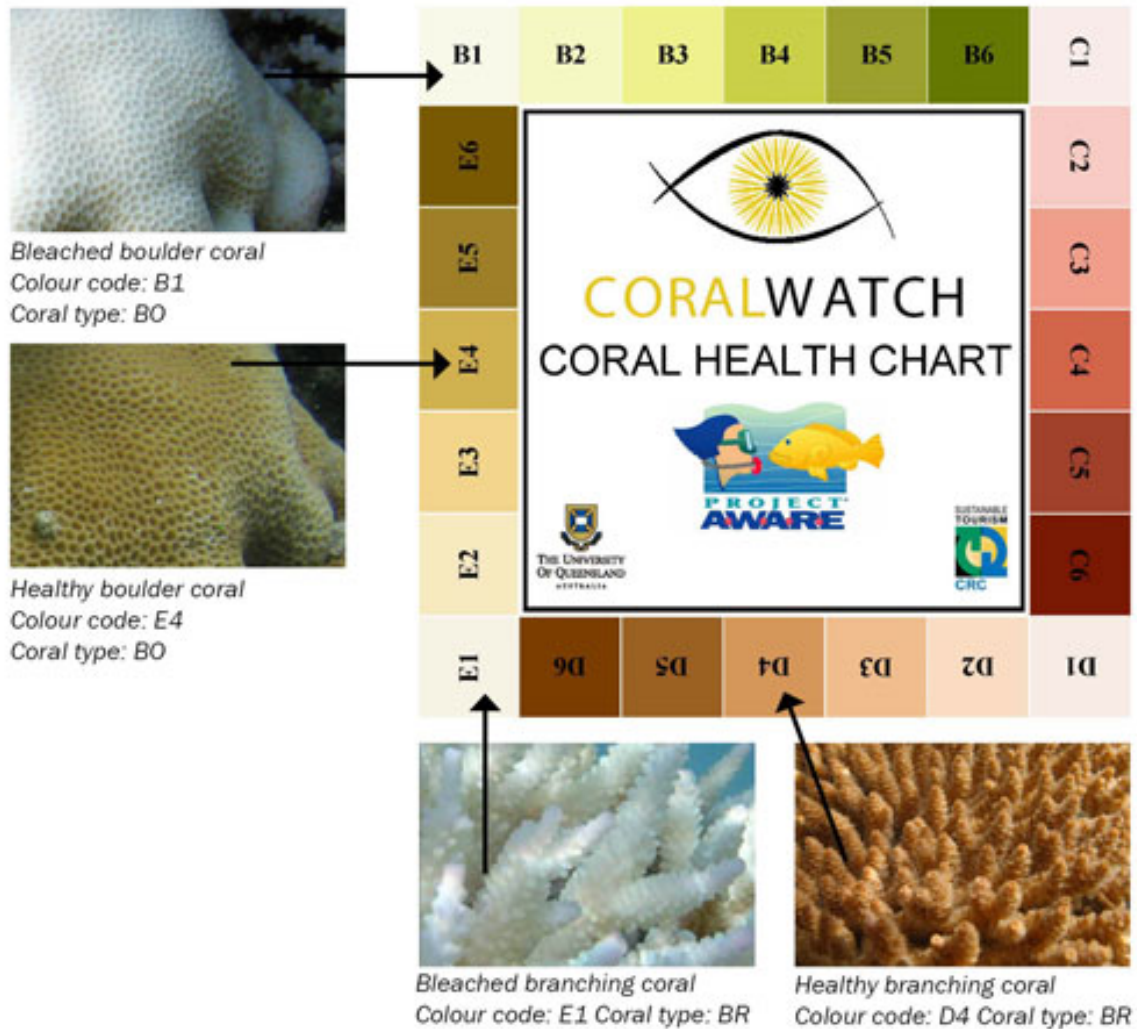 B1 B2 B3 B4 B5 B6 C1
E6 C2
E5 C3
E4 C4
E3 C5
E2 C6
E1 D6 D5 D4 D3 D2 D1
CORALWATCH
CORAL HEALTH CHART
PROJECT
AWARE
THE UNIVERSITY
OF QUEENSLAND
AUSTRALIA
SUSTAINABLE
TOURISM
CRC
Bleached boulder coral
Colour code: B1
Coral type: BO
Healthy boulder coral
Colour code: E4
Coral type: BO
Bleached branching coral
Colour code: E1 Coral type: BR
Healthy branching coral
Colour code: D4 Coral type: BR